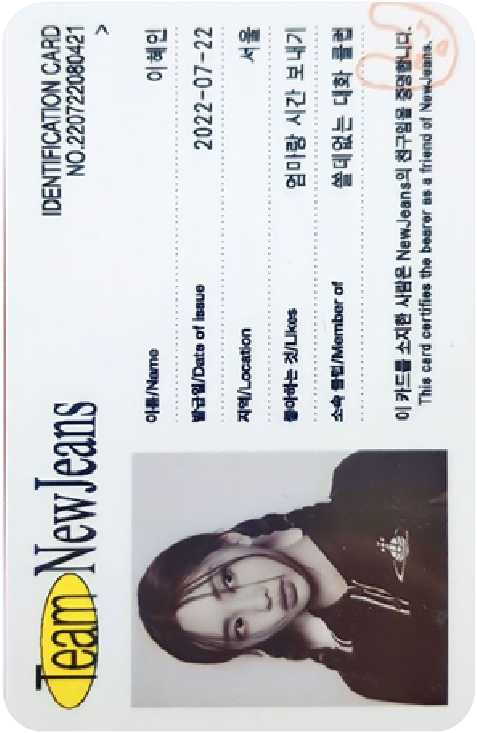 Team NewJeans
IDENTIFICATION CARD
NO.220722080421
>
이름/Name 이혜인
발급일/Date of Issue 2022-07-22
지역/Location 서울
좋아하는 것/Likes 엄마랑 시간 보내기
소속 클럽/Member of 쓸데없는 대화 클럽
이 카드를 소지한 사람은 NewJeans의 친구임을 증명합니다.
This card certifies the bearer as a friend of NewJeans.